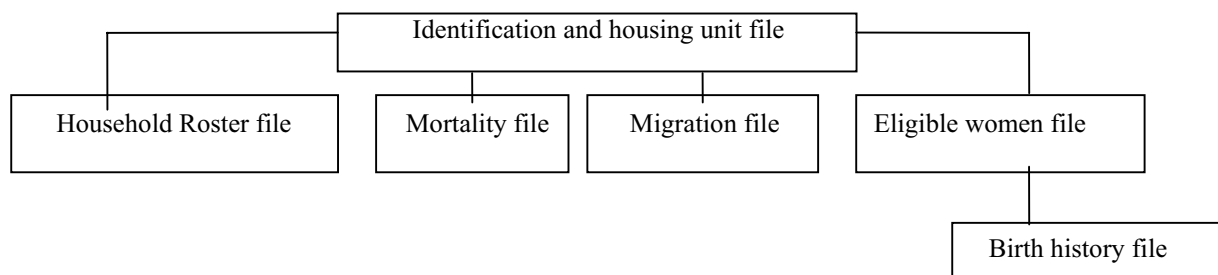 Identification and housing unit file
Household Roster file
Mortality file
Migration file
Eligible women file
Birth history file